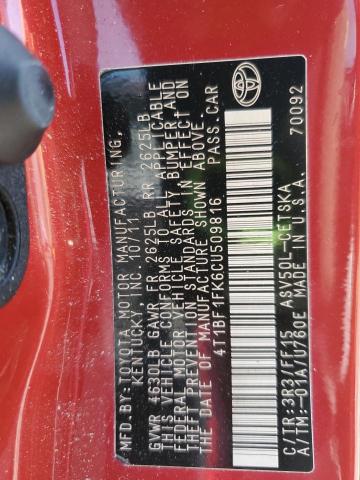 MFD.BY:TOYOTA MOTOR MANUFACTURING,
KENTUCKY,INC. 10/11
GVWR 4630LB GAWR FR 2625LB RR 2625LB
THIS VEHICLE CONFORMS TO ALL APPLICABLE
FEDERAL MOTOR VEHICLE SAFETY, BUMPER, AND
THEFT PREVENTION STANDARDS IN EFFECT ON
THE DATE OF MANUFACTURE SHOWN ABOVE.
4T1BF1FK6CU509816 PASS.CAR
C/TR:3R3/FF15 ASV50L-CETSKA
A/TM:-01A/U760E MADE IN U.S.A.
70092